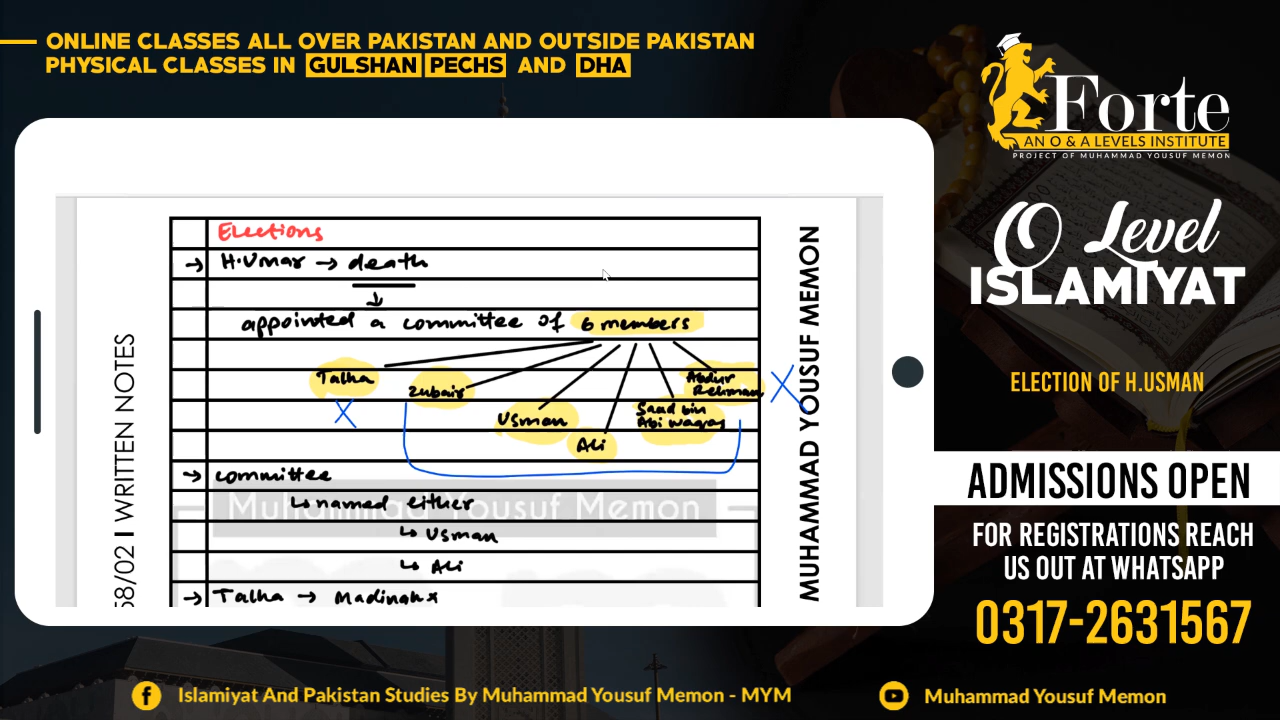 ONLINE CLASSES ALL OVER PAKISTAN AND OUTSIDE PAKISTAN
PHYSICAL CLASSES IN GULSHAN PECHS AND DHA
Forte
AN O & A LEVELS INSTITUTE
PROJECT OF MUHAMMAD YOUSUF MEMON
O Level
ISLAMIYAT
ELECTION OF H.USMAN
ADMISSIONS OPEN
FOR REGISTRATIONS REACH
US OUT AT WHATSAPP
0317-2631567
58/02 I WRITTEN NOTES
Elections
→ H.Umar → death
↓
appointed a committee of 6 members
Talha
Zubair
Usman
Ali
Saad bin
Abi waqas
Abdur
Rehman
→ committee
↳ named either
↳ Usman
↳ Ali
→ Talha → Madinah x
Muhammad Yousuf Memon
MUHAMMAD YOUSUF MEMON
Islamiyat And Pakistan Studies By Muhammad Yousuf Memon - MYM
Muhammad Yousuf Memon